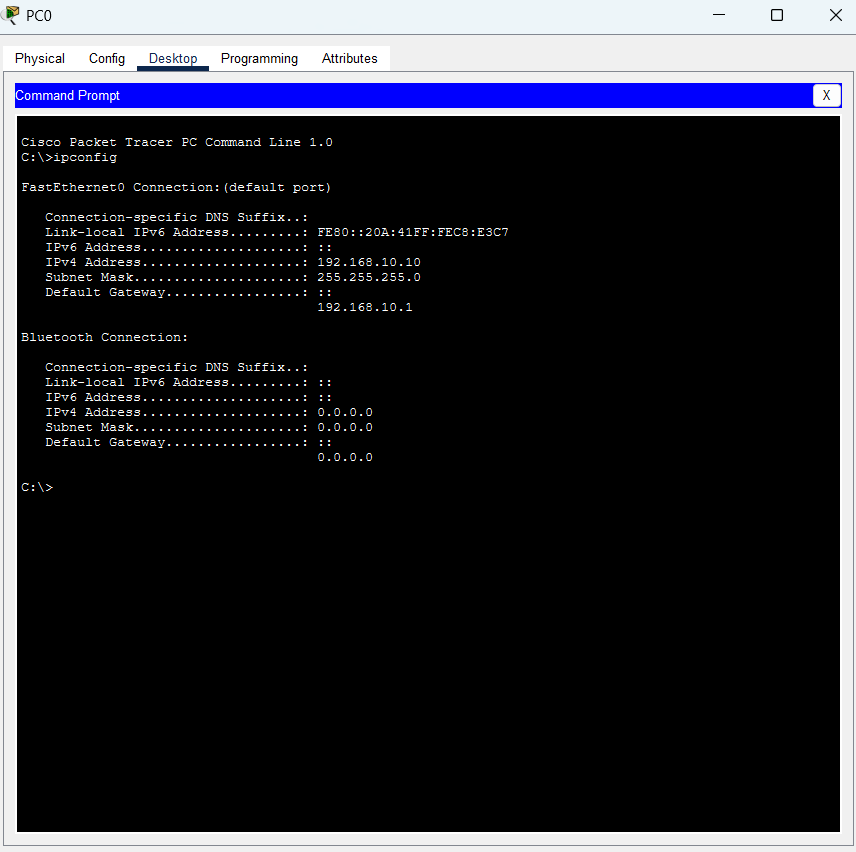 PC0
Physical Config Desktop Programming Attributes
Command Prompt X
Cisco Packet Tracer PC Command Line 1.0
C:\>ipconfig
FastEthernet0 Connection:(default port)
Connection-specific DNS Suffix..:
Link-local IPv6 Address.........: FE80::20A:41FF:FEC8:E3C7
IPv6 Address....................: ::
IPv4 Address....................: 192.168.10.10
Subnet Mask.....................: 255.255.255.0
Default Gateway.................: ::
192.168.10.1
Bluetooth Connection:
Connection-specific DNS Suffix..:
Link-local IPv6 Address.........: ::
IPv6 Address....................: ::
IPv4 Address....................: 0.0.0.0
Subnet Mask.....................: 0.0.0.0
Default Gateway.................: ::
0.0.0.0
C:\>